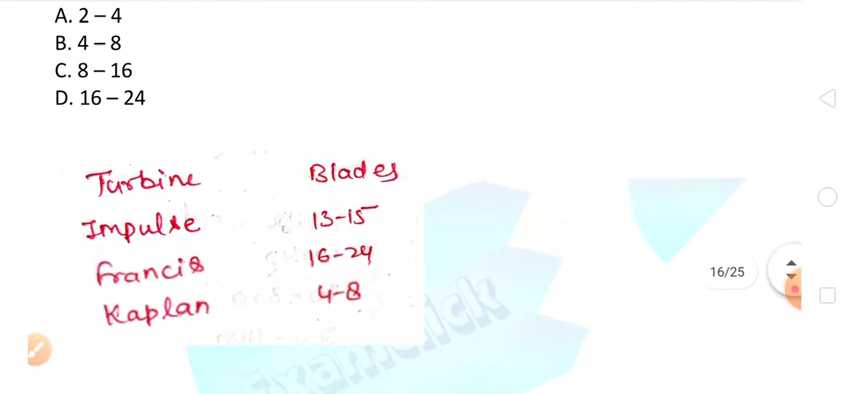 A. 2 – 4
B. 4 – 8
C. 8 – 16
D. 16 – 24
Turbine Blades
Impulse 13-15
Francis 16-24
Kaplan 4-8
16/25
Examclick